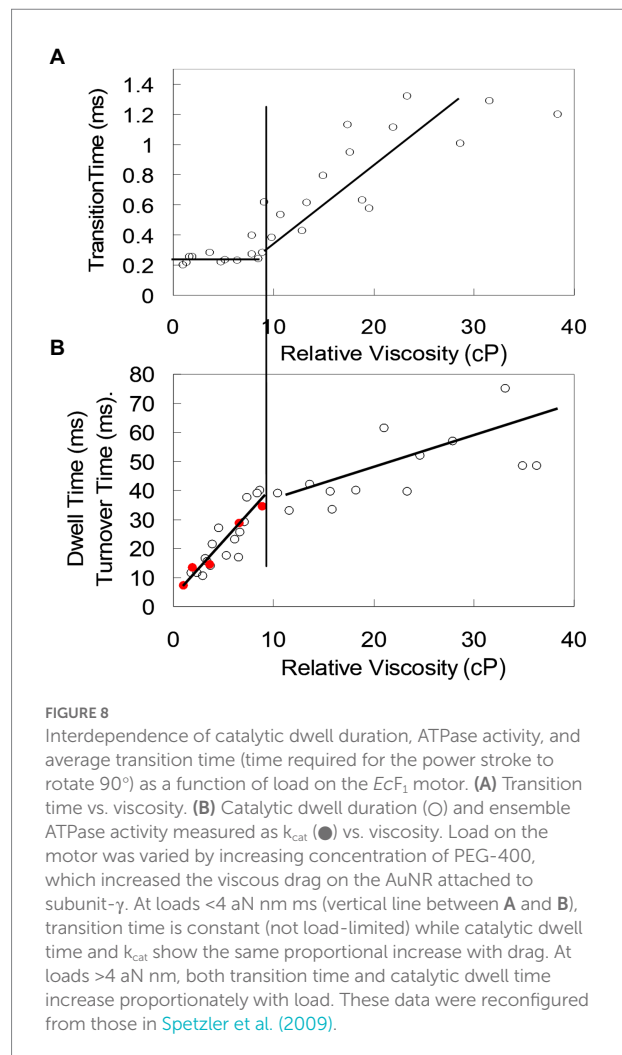 A
TransitionTime (ms)
1.4
1.2
1
0.8
0.6
0.4
0.2
0
0 10 20 30 40
Relative Viscosity (cP)
B
Dwell Time (ms)
Turnover Time (ms).
80
70
60
50
40
30
20
10
0
0 10 20 30 40
Relative Viscosity (cP)
FIGURE 8
Interdependence of catalytic dwell duration, ATPase activity, and
average transition time (time required for the power stroke to
rotate 90°) as a function of load on the EcF₁ motor. (A) Transition
time vs. viscosity. (B) Catalytic dwell duration (○) and ensemble
ATPase activity measured as kcat (●) vs. viscosity. Load on the
motor was varied by increasing concentration of PEG-400,
which increased the viscous drag on the AuNR attached to
subunit-γ. At loads <4 aN nm ms (vertical line between A and B),
transition time is constant (not load-limited) while catalytic dwell
time and kcat show the same proportional increase with drag. At
loads >4 aN nm, both transition time and catalytic dwell time
increase proportionately with load. These data were reconfigured
from those in Spetzler et al. (2009).